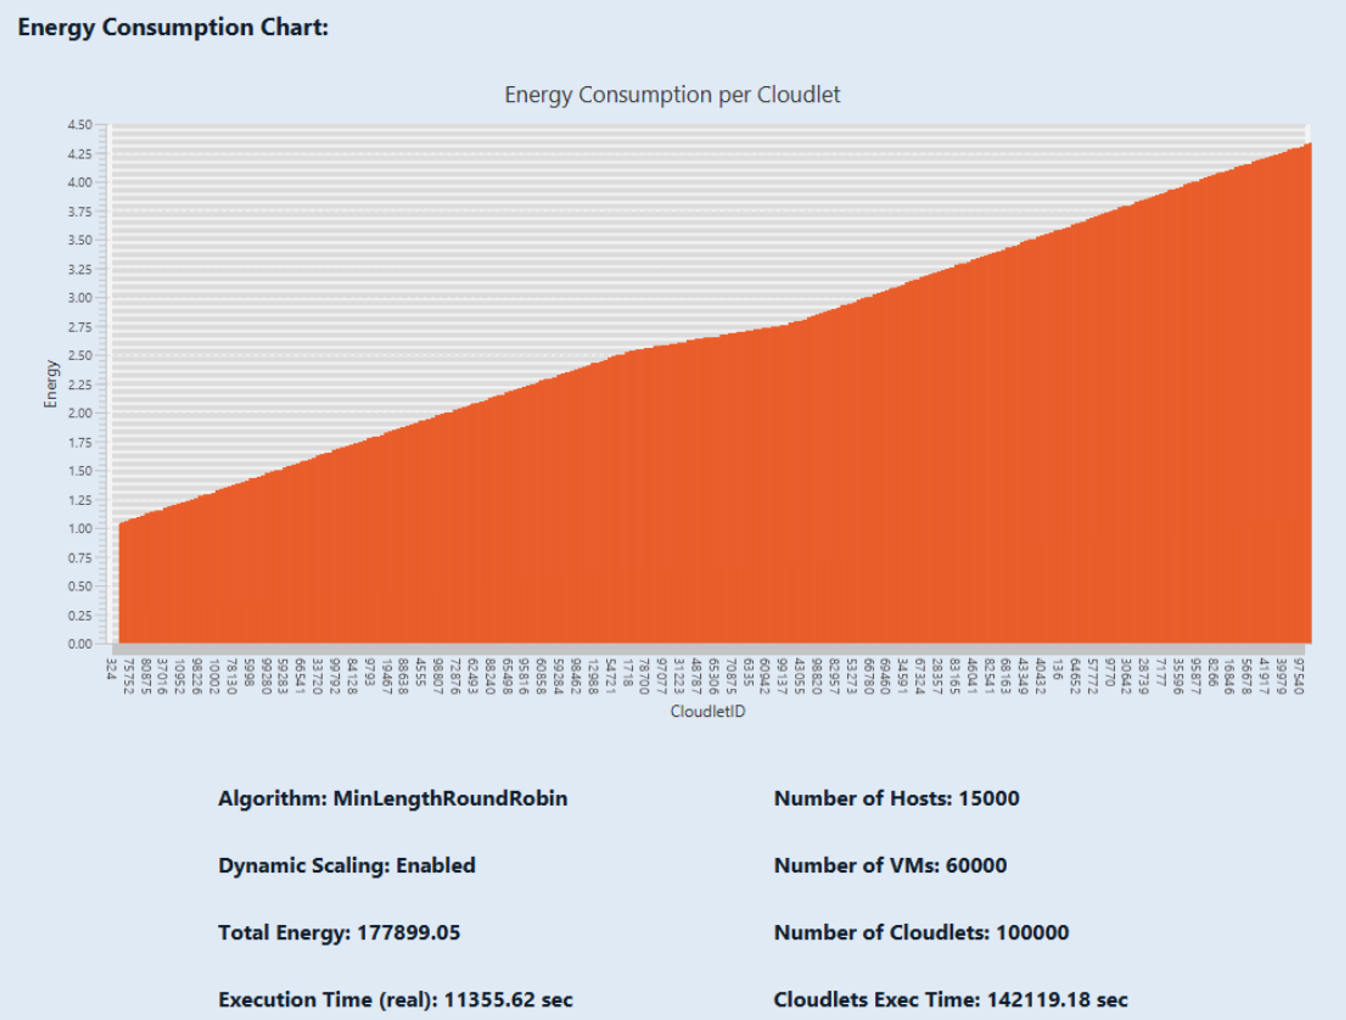 Energy Consumption Chart:
Energy Consumption per Cloudlet
4.50
4.25
4.00
3.75
3.50
3.25
3.00
2.75
2.50
2.25
2.00
1.75
1.50
1.25
1.00
0.75
0.50
0.25
0.00
Energy
324 75752 80875 37016 10952 98226 10002 78130 5998 99280 59283 66541 33720 99792 84128 9793 19467 88638 4555 98807 72876 62493 88240 65498 95816 60858 59284 98462 12988 54721 1718 78700 97077 31223 48787 65306 70875 6335 60942 99137 43055 98820 82957 53273 66780 69460 34591 67324 28357 83165 46041 82541 68163 43349 40432 136 64652 57772 9770 30642 28739 7177 35596 95877 8266 16846 56678 41917 39979 97540
CloudletID
Algorithm: MinLengthRoundRobin
Number of Hosts: 15000
Dynamic Scaling: Enabled
Number of VMs: 60000
Total Energy: 177899.05
Number of Cloudlets: 100000
Execution Time (real): 11355.62 sec
Cloudlets Exec Time: 142119.18 sec